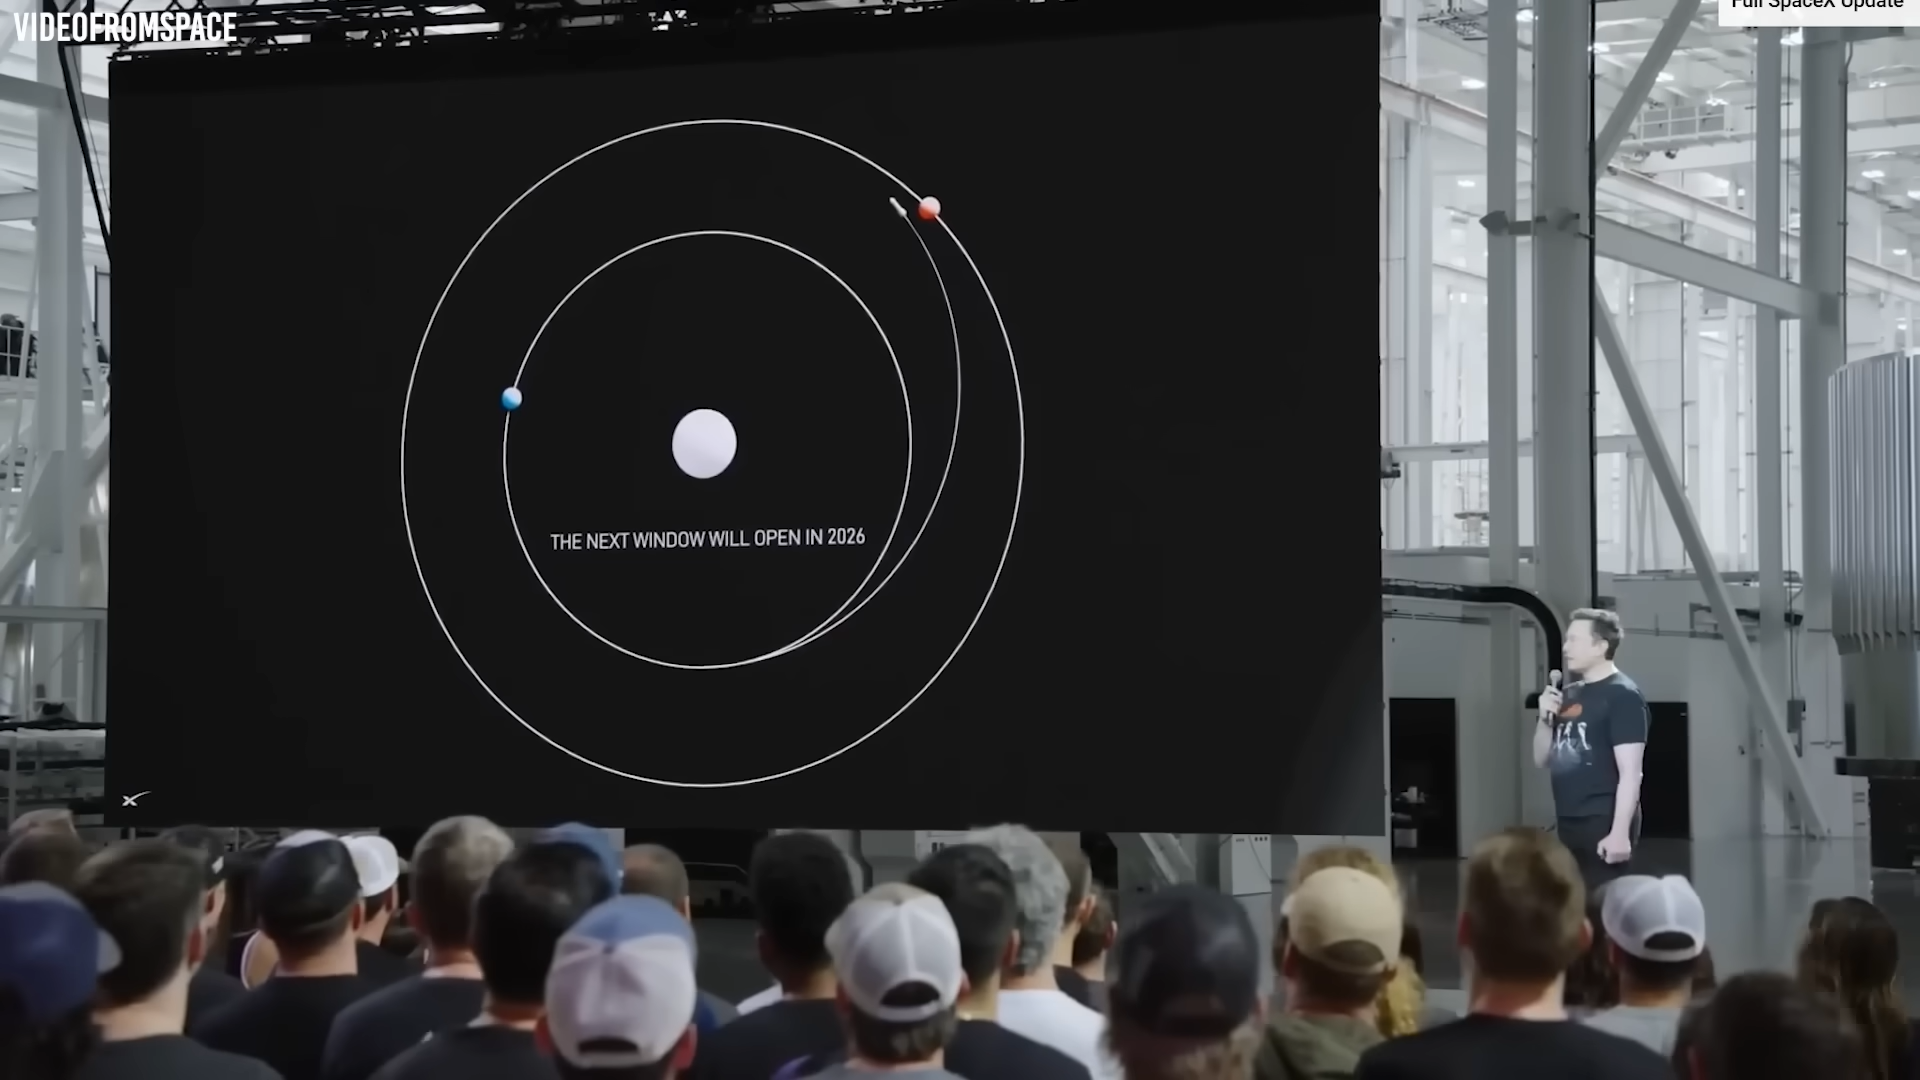 VIDEOFROMSPACE
Full SpaceX Update
THE NEXT WINDOW WILL OPEN IN 2026